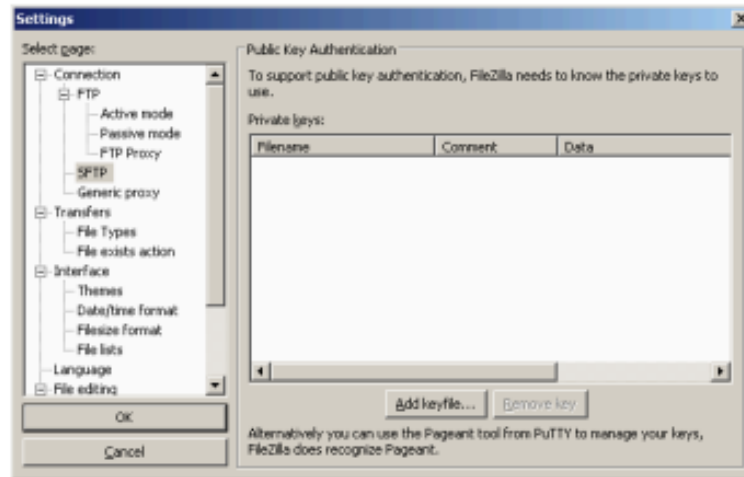 Settings
Select page:
Connection
FTP
Active mode
Passive mode
FTP Proxy
SFTP
Generic proxy
Transfers
File Types
File exists action
Interface
Themes
Date/time format
Filesize format
File lists
Language
File editing
OK
Cancel
Public Key Authentication
To support public key authentication, FileZilla needs to know the private keys to
use.
Private keys:
Filename Comment Data
Add keyfile... Remove key
Alternatively you can use the Pageant tool from PuTTY to manage your keys,
FileZilla does recognize Pageant.